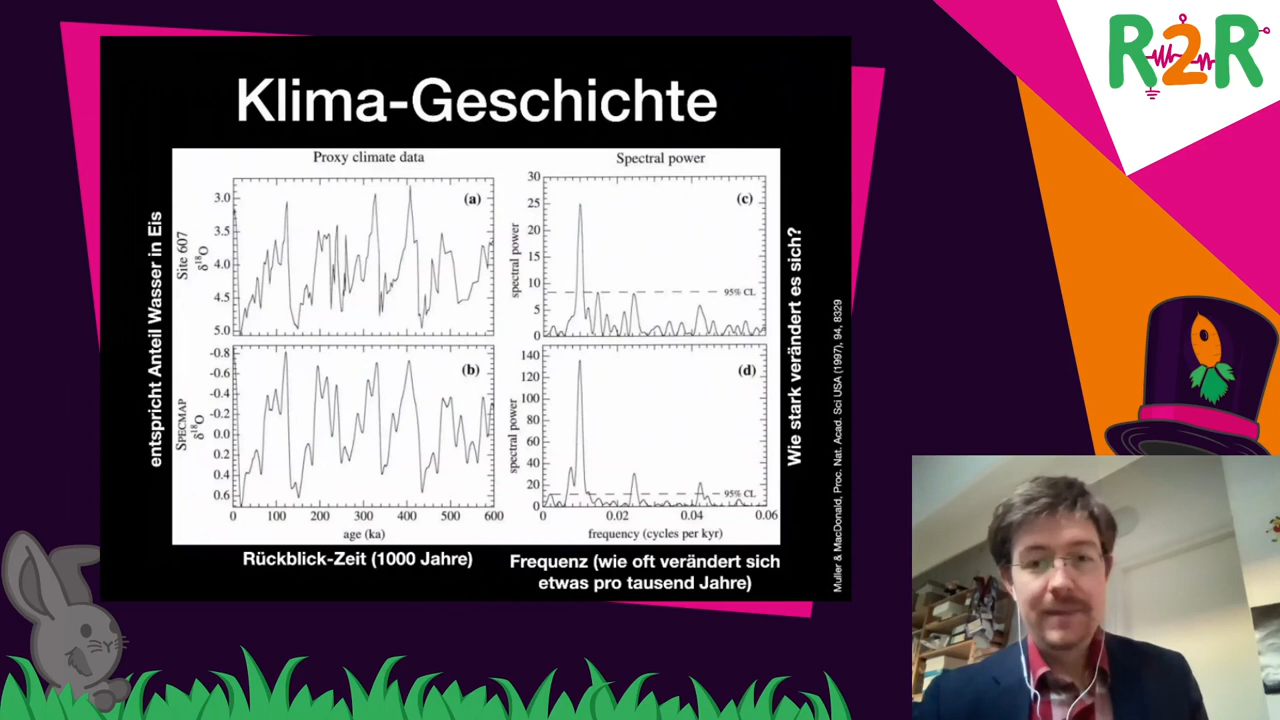 R2R
Klima-Geschichte
Proxy climate data
Spectral power
entspricht Anteil Wasser in Eis
Site 607
δ¹⁸O
3.0
3.5
4.0
4.5
5.0
(a)
spectral power
30
25
20
15
10
5
0
(c)
95% CL
SPECMAP
δ¹⁸O
-0.8
-0.6
-0.4
-0.2
0.0
0.2
0.4
0.6
(b)
0 100 200 300 400 500 600
age (ka)
spectral power
140
120
100
80
60
40
20
0
(d)
95% CL
0 0.02 0.04 0.06
frequency (cycles per kyr)
Wie stark verändert es sich?
Muller & MacDonald, Proc. Nat. Acad. Sci USA (1997), 94, 8329
Rückblick-Zeit (1000 Jahre)
Frequenz (wie oft verändert sich
etwas pro tausend Jahre)